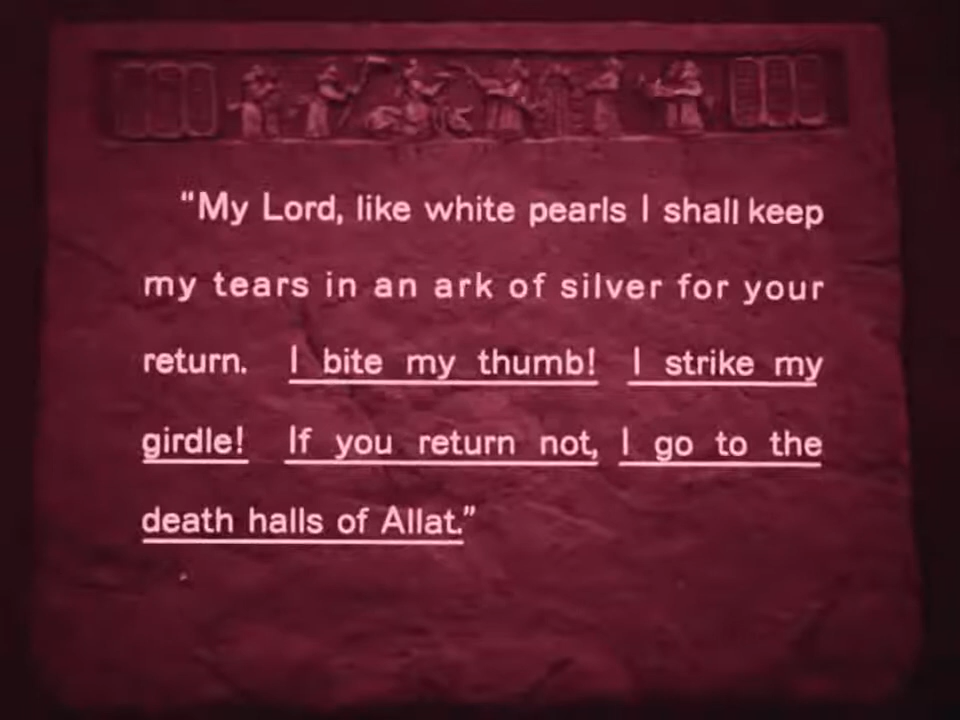 “My Lord, like white pearls I shall keep
my tears in an ark of silver for your
return. I bite my thumb! I strike my
girdle! If you return not, I go to the
death halls of Allat.”